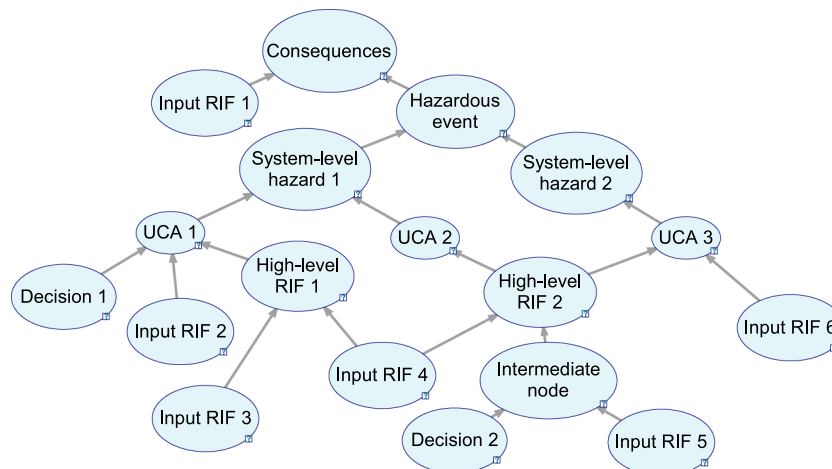 Consequences
Input RIF 1
Hazardous
event
System-level
hazard 1
System-level
hazard 2
UCA 1
UCA 2
UCA 3
Decision 1
High-level
RIF 1
High-level
RIF 2
Input RIF 2
Input RIF 6
Input RIF 4
Intermediate
node
Input RIF 3
Decision 2
Input RIF 5